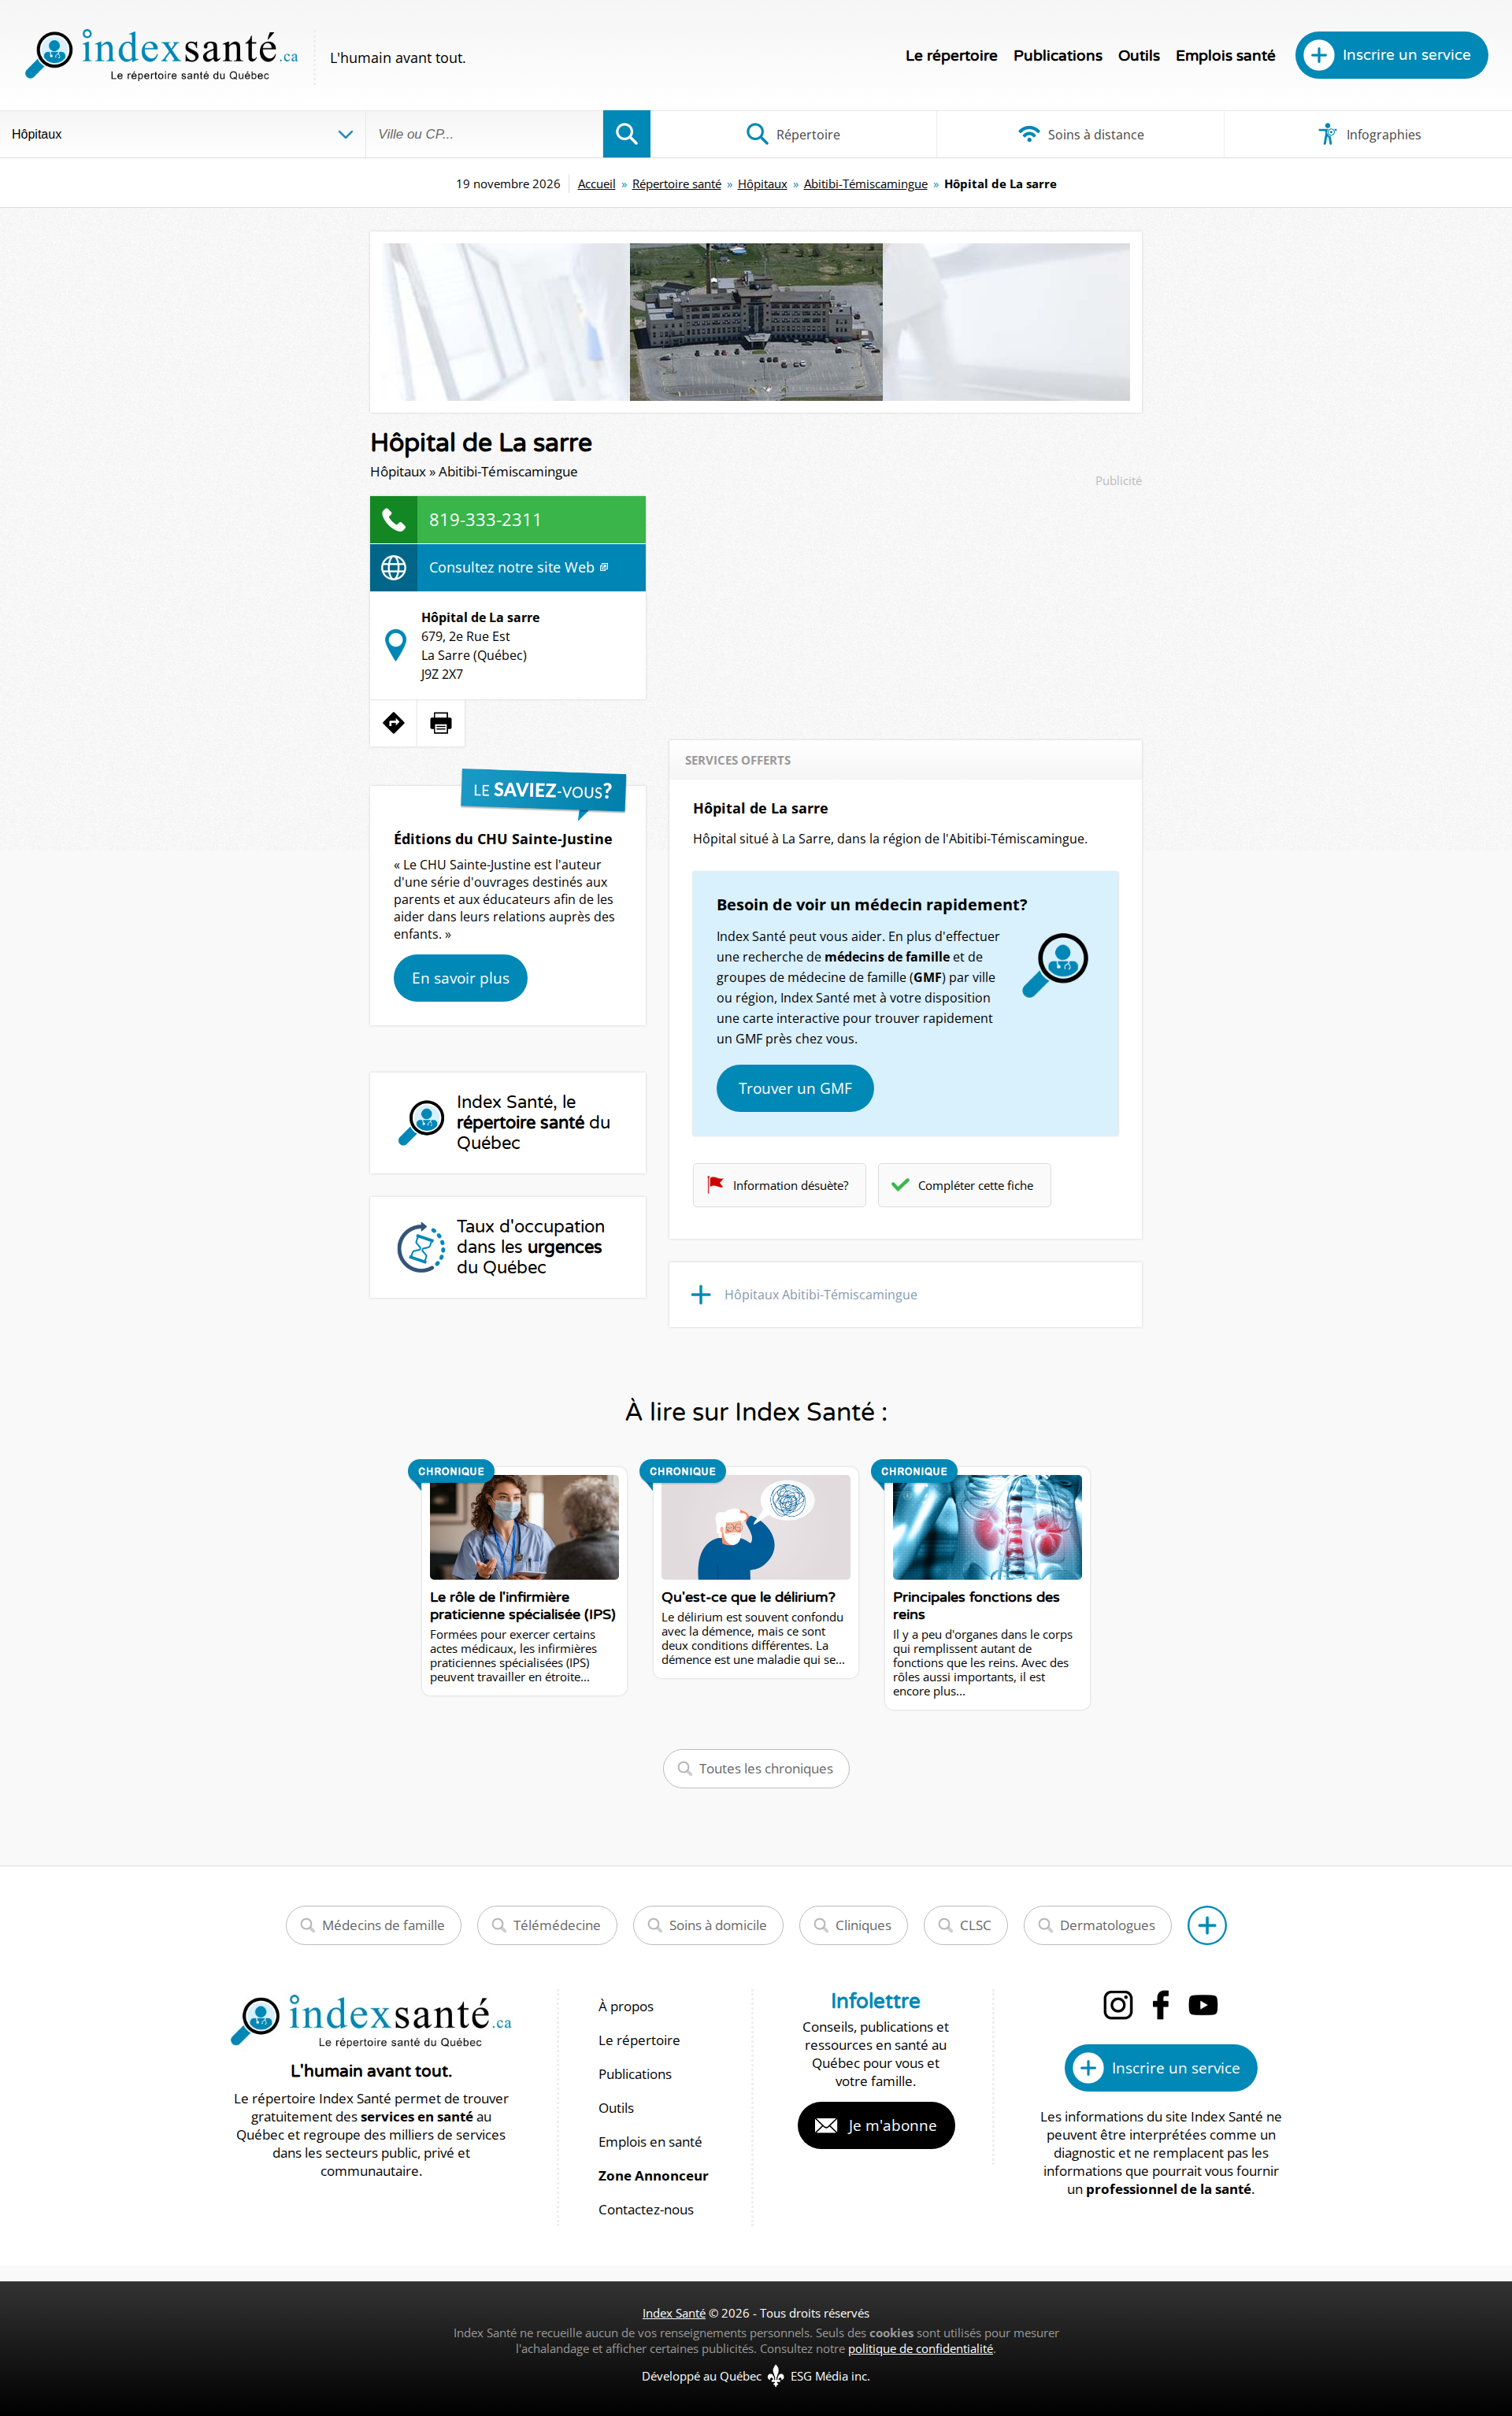 indexsanté.ca
Le répertoire santé du Québec
L'humain avant tout.
Le répertoire
Publications
Outils
Emplois santé
Inscrire un service
Hôpitaux
Ville ou CP...
Répertoire
Soins à distance
Infographies
19 novembre 2026
Accueil » Répertoire santé » Hôpitaux » Abitibi-Témiscamingue » Hôpital de La sarre
Hôpital de La sarre
Hôpitaux » Abitibi-Témiscamingue
Publicité
819-333-2311
Consultez notre site Web
Hôpital de La sarre
679, 2e Rue Est
La Sarre (Québec)
J9Z 2X7
LE SAVIEZ-VOUS?
Éditions du CHU Sainte-Justine
« Le CHU Sainte-Justine est l'auteur
d'une série d'ouvrages destinés aux
parents et aux éducateurs afin de les
aider dans leurs relations auprès des
enfants. »
En savoir plus
Index Santé, le
répertoire santé du
Québec
Taux d'occupation
dans les urgences
du Québec
SERVICES OFFERTS
Hôpital de La sarre
Hôpital situé à La Sarre, dans la région de l'Abitibi-Témiscamingue.
Besoin de voir un médecin rapidement?
Index Santé peut vous aider. En plus d'effectuer
une recherche de médecins de famille et de
groupes de médecine de famille (GMF) par ville
ou région, Index Santé met à votre disposition
une carte interactive pour trouver rapidement
un GMF près chez vous.
Trouver un GMF
Information désuète?
Compléter cette fiche
Hôpitaux Abitibi-Témiscamingue
À lire sur Index Santé :
CHRONIQUE
Le rôle de l'infirmière
praticienne spécialisée (IPS)
Formées pour exercer certains
actes médicaux, les infirmières
praticiennes spécialisées (IPS)
peuvent travailler en étroite...
CHRONIQUE
Qu'est-ce que le délirium?
Le délirium est souvent confondu
avec la démence, mais ce sont
deux conditions différentes. La
démence est une maladie qui se...
CHRONIQUE
Principales fonctions des
reins
Il y a peu d'organes dans le corps
qui remplissent autant de
fonctions que les reins. Avec des
rôles aussi importants, il est
encore plus...
Toutes les chroniques
Médecins de famille
Télémédecine
Soins à domicile
Cliniques
CLSC
Dermatologues
indexsanté.ca
Le répertoire santé du Québec
L'humain avant tout.
Le répertoire Index Santé permet de trouver
gratuitement des services en santé au
Québec et regroupe des milliers de services
dans les secteurs public, privé et
communautaire.
À propos
Le répertoire
Publications
Outils
Emplois en santé
Zone Annonceur
Contactez-nous
Infolettre
Conseils, publications et
ressources en santé au
Québec pour vous et
votre famille.
Je m'abonne
Inscrire un service
Les informations du site Index Santé ne
peuvent être interprétées comme un
diagnostic et ne remplacent pas les
informations que pourrait vous fournir
un professionnel de la santé.
Index Santé © 2026 - Tous droits réservés
Index Santé ne recueille aucun de vos renseignements personnels. Seuls des cookies sont utilisés pour mesurer
l'achalandage et afficher certaines publicités. Consultez notre politique de confidentialité.
Développé au Québec ESG Média inc.